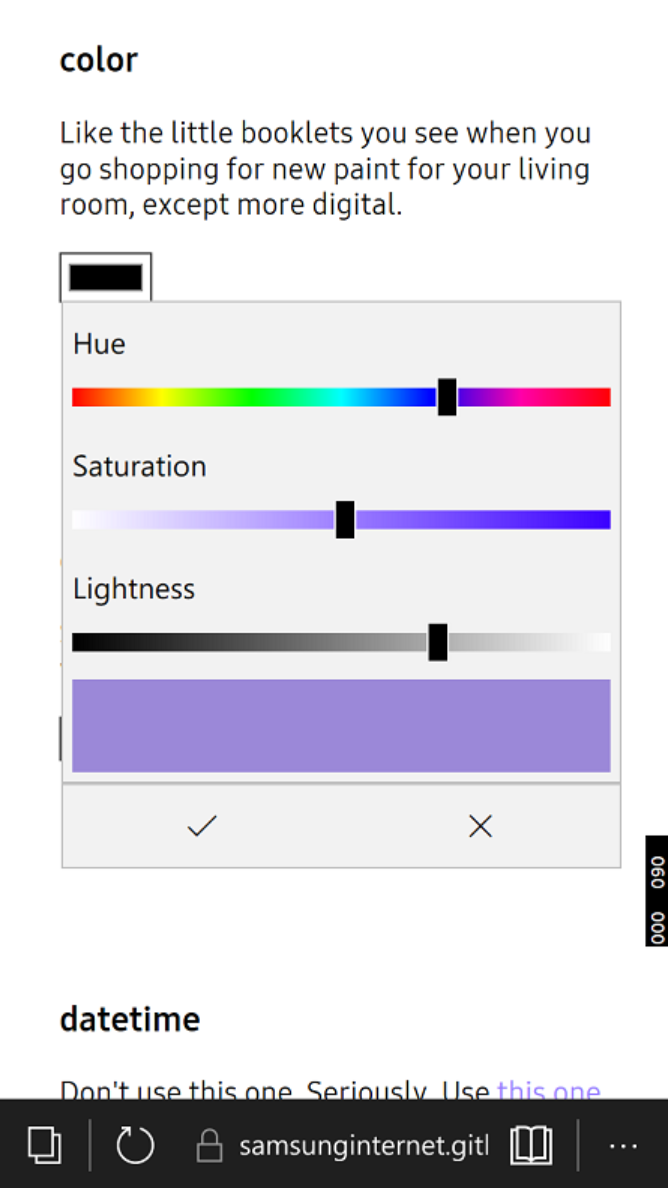 color
Like the little booklets you see when you
go shopping for new paint for your living
room, except more digital.
Hue
Saturation
Lightness
000 090
datetime
Don't use this one. Seriously. Use this one
samsunginternet.gitl